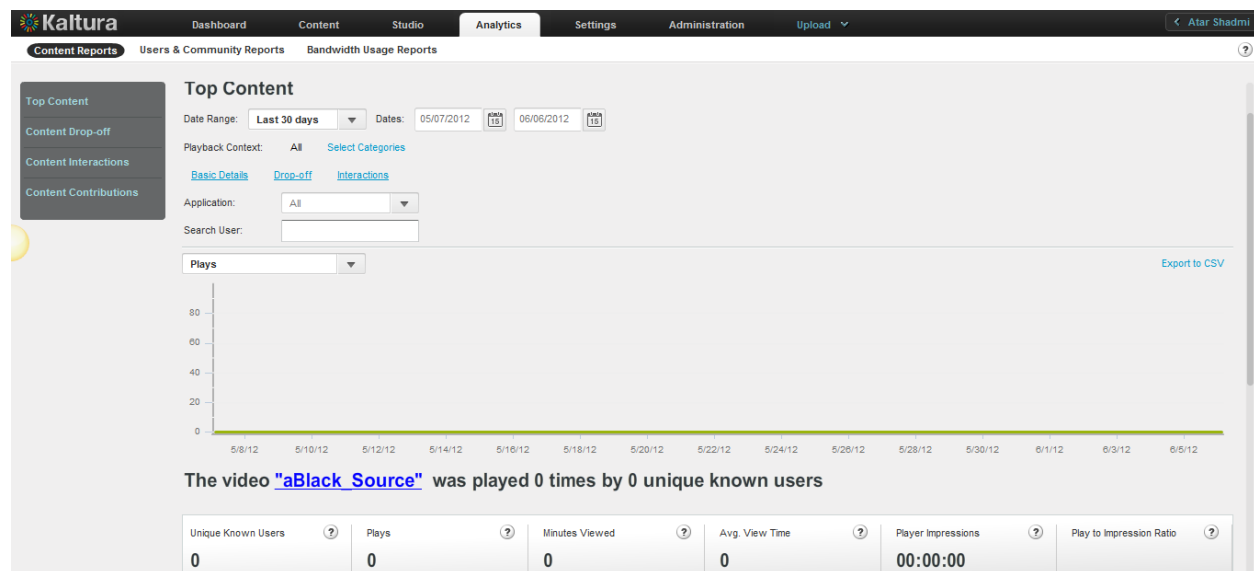 Kaltura Dashboard Content Studio Analytics Settings Administration Upload Atar Shadmi
Content Reports Users & Community Reports Bandwidth Usage Reports ?
Top Content
Content Drop-off
Content Interactions
Content Contributions
Top Content
Date Range: Last 30 days Dates: 05/07/2012 15 06/06/2012 15
Playback Context: All Select Categories
Basic Details Drop-off Interactions
Application: All
Search User:
Plays Export to CSV
80
60
40
20
0
5/8/12 5/10/12 5/12/12 5/14/12 5/16/12 5/18/12 5/20/12 5/22/12 5/24/12 5/26/12 5/28/12 5/30/12 6/1/12 6/3/12 6/5/12
The video "aBlack_Source" was played 0 times by 0 unique known users
Unique Known Users ? Plays ? Minutes Viewed ? Avg. View Time ? Player Impressions ? Play to Impression Ratio ?
0 0 0 0 00:00:00